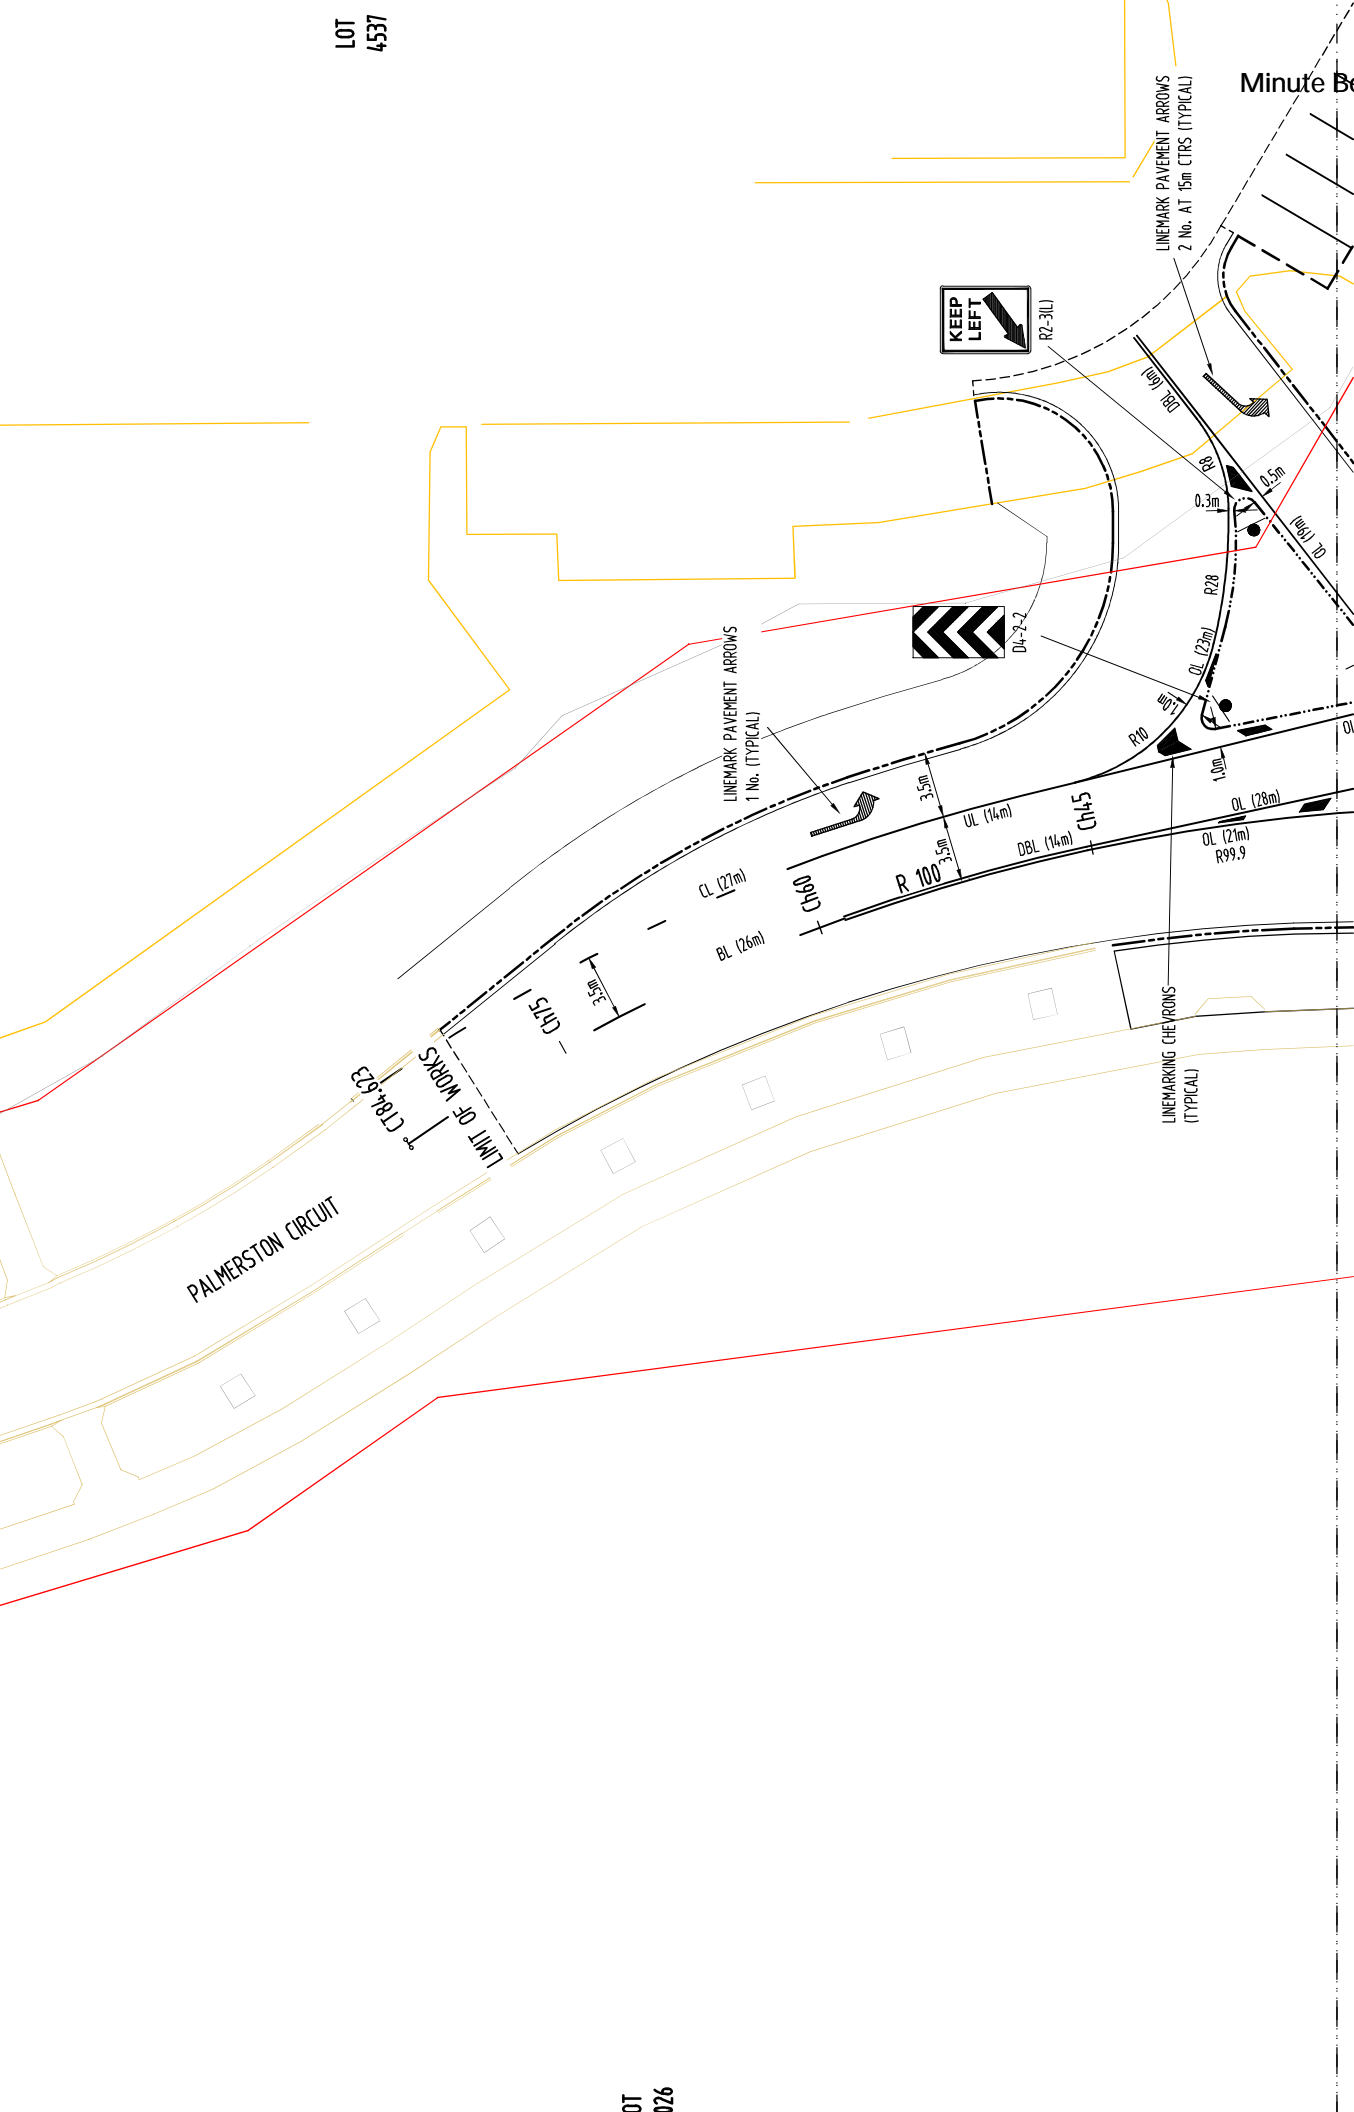 LOT
4537
Minute Be
LINEMARK PAVEMENT ARROWS
2 No. AT 15m CTRS (TYPICAL)
KEEP
LEFT
R2-3(L)
DBL (6m)
R8
0.5m
0.3m
OL (19m)
R28
D4-2-2
OL (23m)
LINEMARK PAVEMENT ARROWS
1 No. (TYPICAL)
1.0m
R10
1.0m
OL
3.5m
UL (14m)
Ch45
OL (28m)
OL (21m)
R99.9
DBL (14m)
3.5m
R 100
CL (27m)
Ch60
BL (26m)
3.5m
Ch75
LINEMARKING CHEVRONS
(TYPICAL)
CT84.623
LIMIT OF WORKS
PALMERSTON CIRCUIT
OT
026